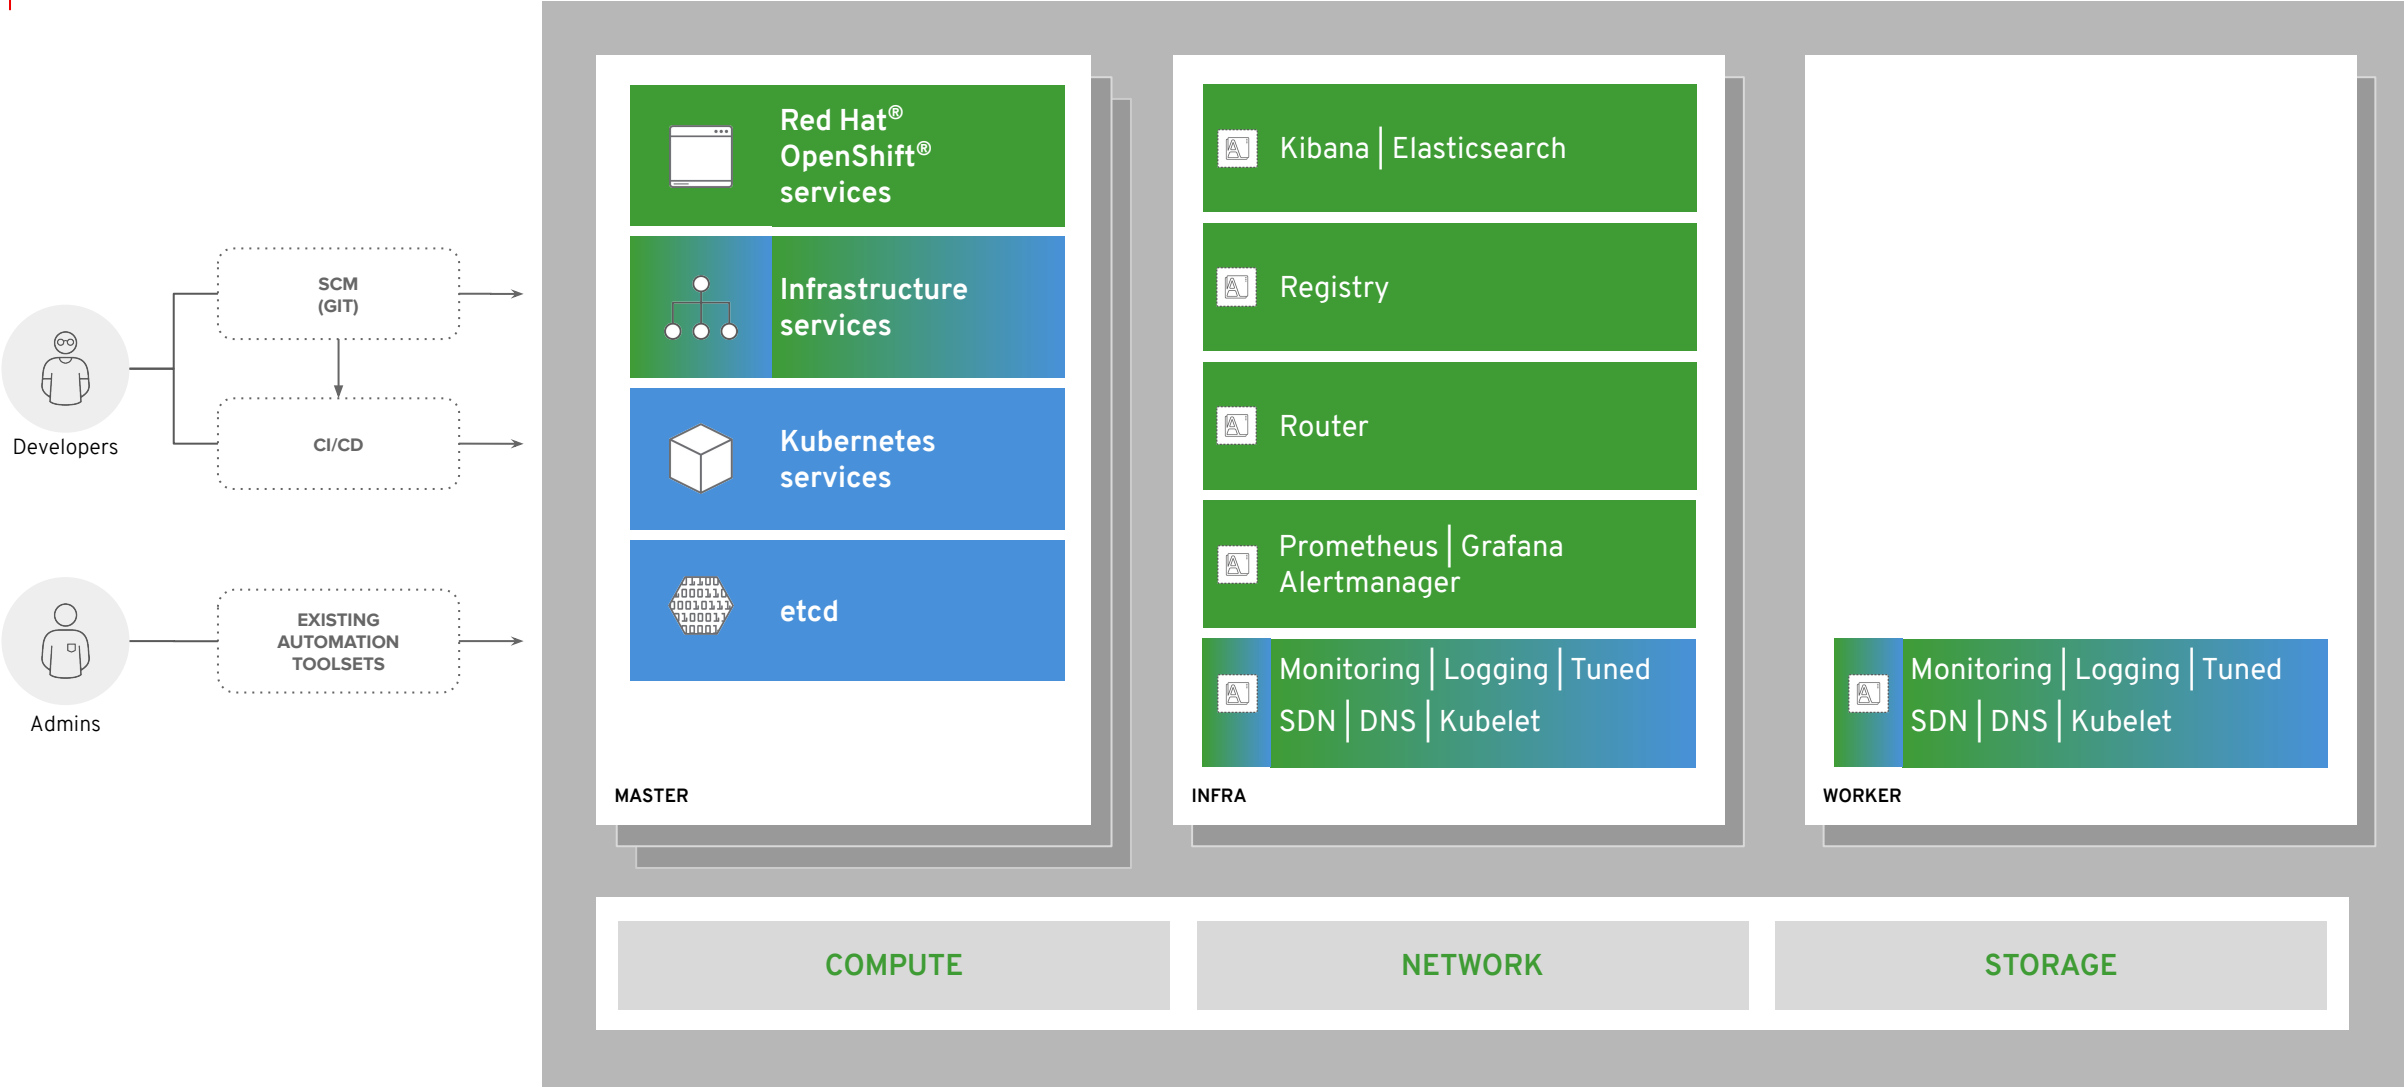 SCM
(GIT)
Developers
CI/CD
EXISTING
AUTOMATION
TOOLSETS
Admins
Red Hat®
OpenShift®
services
Infrastructure
services
Kubernetes
services
etcd
MASTER
Kibana | Elasticsearch
Registry
Router
Prometheus | Grafana
Alertmanager
Monitoring | Logging | Tuned
SDN | DNS | Kubelet
INFRA
Monitoring | Logging | Tuned
SDN | DNS | Kubelet
WORKER
COMPUTE
NETWORK
STORAGE